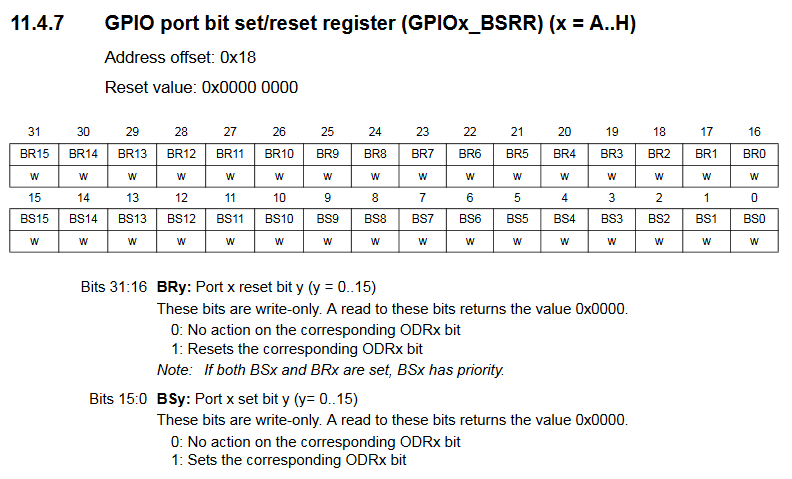 11.4.7 GPIO port bit set/reset register (GPIOx_BSRR) (x = A..H)
Address offset: 0x18
Reset value: 0x0000 0000
31 30 29 28 27 26 25 24 23 22 21 20 19 18 17 16
BR15 BR14 BR13 BR12 BR11 BR10 BR9 BR8 BR7 BR6 BR5 BR4 BR3 BR2 BR1 BR0
w w w w w w w w w w w w w w w w
15 14 13 12 11 10 9 8 7 6 5 4 3 2 1 0
BS15 BS14 BS13 BS12 BS11 BS10 BS9 BS8 BS7 BS6 BS5 BS4 BS3 BS2 BS1 BS0
w w w w w w w w w w w w w w w w
Bits 31:16 BRy: Port x reset bit y (y = 0..15)
These bits are write-only. A read to these bits returns the value 0x0000.
0: No action on the corresponding ODRx bit
1: Resets the corresponding ODRx bit
Note: If both BSx and BRx are set, BSx has priority.
Bits 15:0 BSy: Port x set bit y (y= 0..15)
These bits are write-only. A read to these bits returns the value 0x0000.
0: No action on the corresponding ODRx bit
1: Sets the corresponding ODRx bit